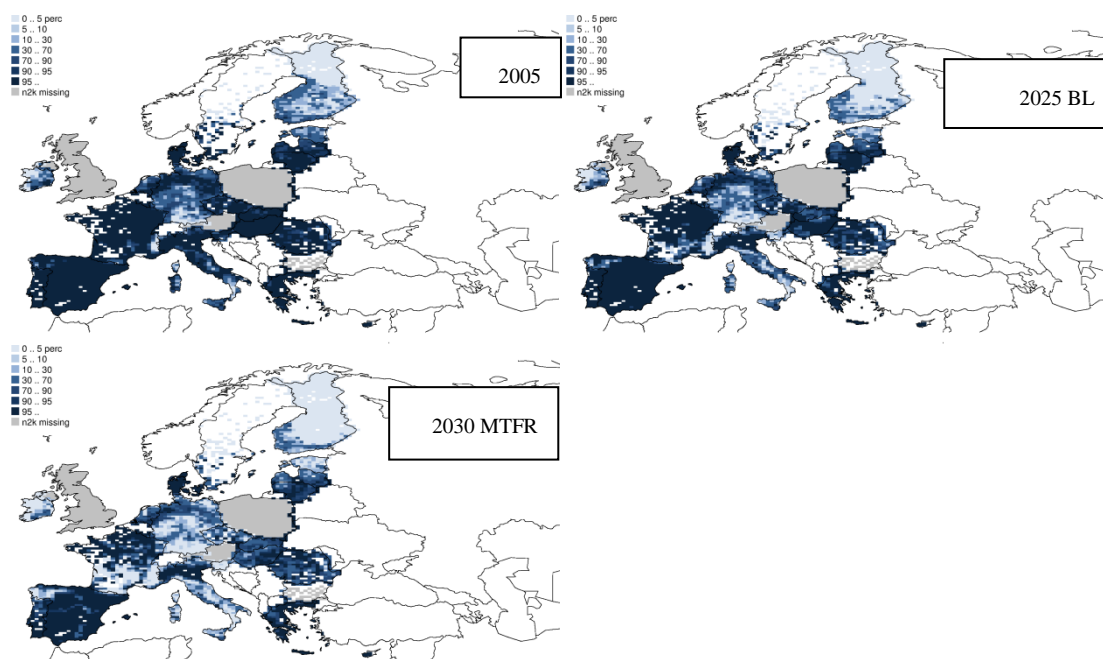 0 .. 5 perc
5 .. 10
10 .. 30
30 .. 70
70 .. 90
90 .. 95
95 ..
n2k missing
2005
0 .. 5 perc
5 .. 10
10 .. 30
30 .. 70
70 .. 90
90 .. 95
95 ..
n2k missing
2025 BL
0 .. 5 perc
5 .. 10
10 .. 30
30 .. 70
70 .. 90
90 .. 95
95 ..
n2k missing
2030 MTFR